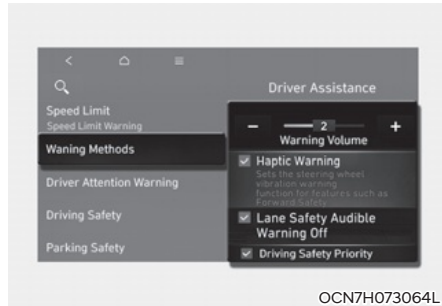 Driver Assistance
Speed Limit
Speed Limit Warning
Waning Methods
Driver Attention Warning
Driving Safety
Parking Safety
− 2 +
Warning Volume
Haptic Warning
Sets the steering wheel
vibration warning
function for features such as
Forward Safety
Lane Safety Audible
Warning Off
Driving Safety Priority
OCN7H073064L